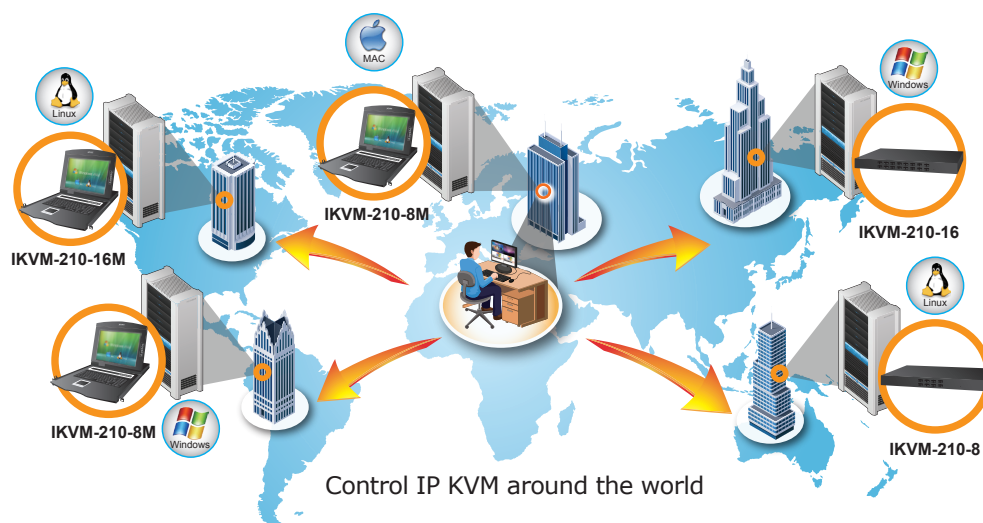 MAC
Linux
Windows
IKVM-210-16M
IKVM-210-8M
IKVM-210-16
Linux
IKVM-210-8M
Windows
IKVM-210-8
Control IP KVM around the world